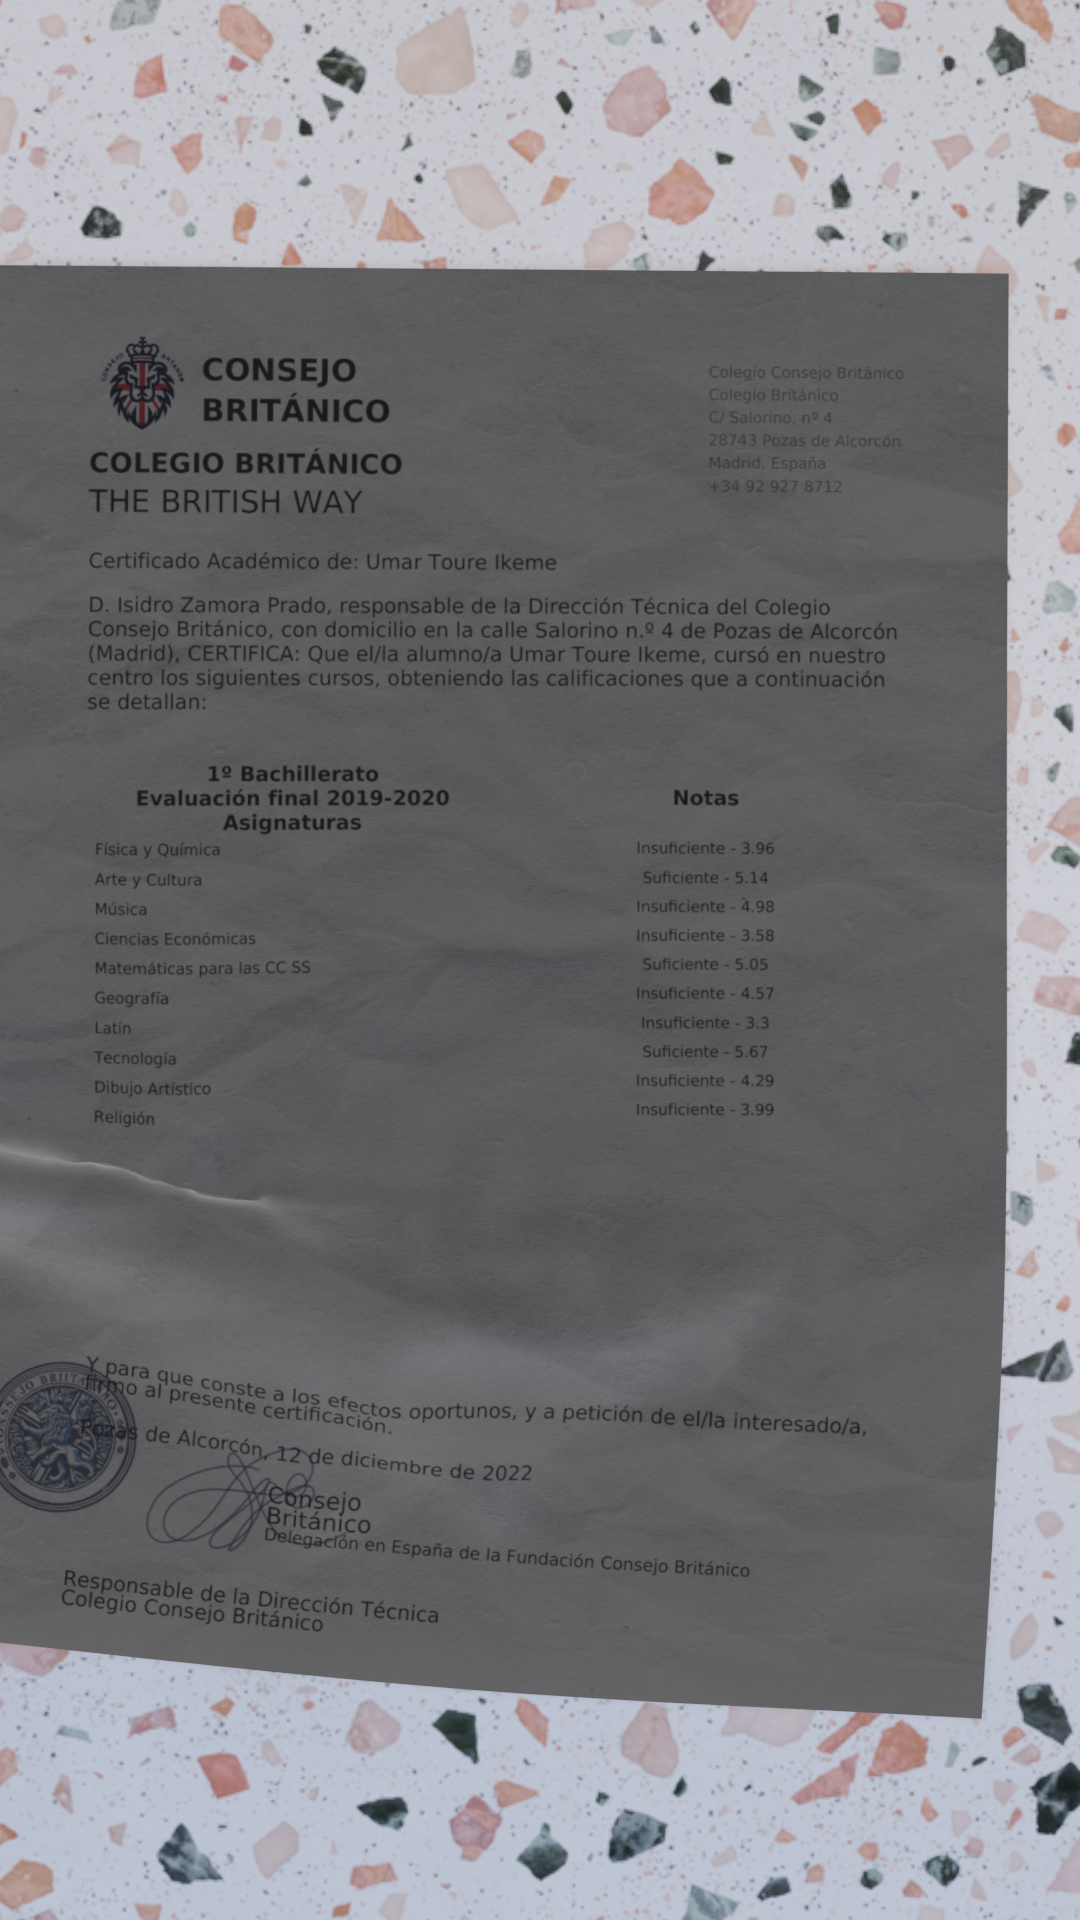 CONSEJO
BRITÁNICO
COLEGIO BRITÁNICO
THE BRITISH WAY
Colegio Consejo Británico
Colegio Británico
C/ Salorino, nº 4
28743 Pozas de Alcorcón
Madrid, España
+34 92 927 8712
Certificado Académico de: Umar Toure Ikeme
D. Isidro Zamora Prado, responsable de la Dirección Técnica del Colegio
Consejo Británico, con domicilio en la calle Salorino n.º 4 de Pozas de Alcorcón
(Madrid), CERTIFICA: Que el/la alumno/a Umar Toure Ikeme, cursó en nuestro
centro los siguientes cursos, obteniendo las calificaciones que a continuación
se detallan:
1º Bachillerato
Evaluación final 2019-2020
Asignaturas
Notas
Física y Química Insuficiente - 3.96
Arte y Cultura Suficiente - 5.14
Música Insuficiente - 4.98
Ciencias Económicas Insuficiente - 3.58
Matemáticas para las CC SS Suficiente - 5.05
Geografía Insuficiente - 4.57
Latín Insuficiente - 3.3
Tecnología Suficiente - 5.67
Dibujo Artístico Insuficiente - 4.29
Religión Insuficiente - 3.99
Y para que conste a los efectos oportunos, y a petición de el/la interesado/a,
firmo al presente certificación.
Pozas de Alcorcón, 12 de diciembre de 2022
Consejo
Británico
Delegación en España de la Fundación Consejo Británico
Responsable de la Dirección Técnica
Colegio Consejo Británico